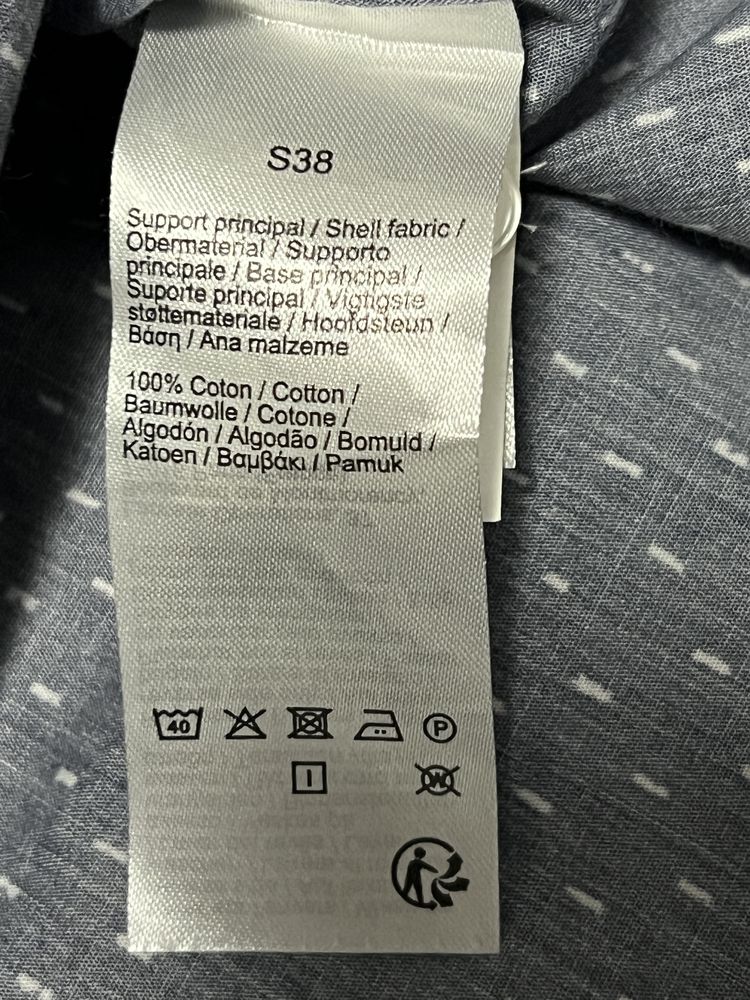 S38
Support principal / Shell fabric /
Obermaterial / Supporto
principale / Base principal /
Suporte principal / Vigtigste
støttemateriale / Hoofdsteun /
Βάση / Ana malzeme
100% Coton / Cotton /
Baumwolle / Cotone /
Algodón / Algodão / Bomuld /
Katoen / Βαμβάκι / Pamuk
40 P
I W